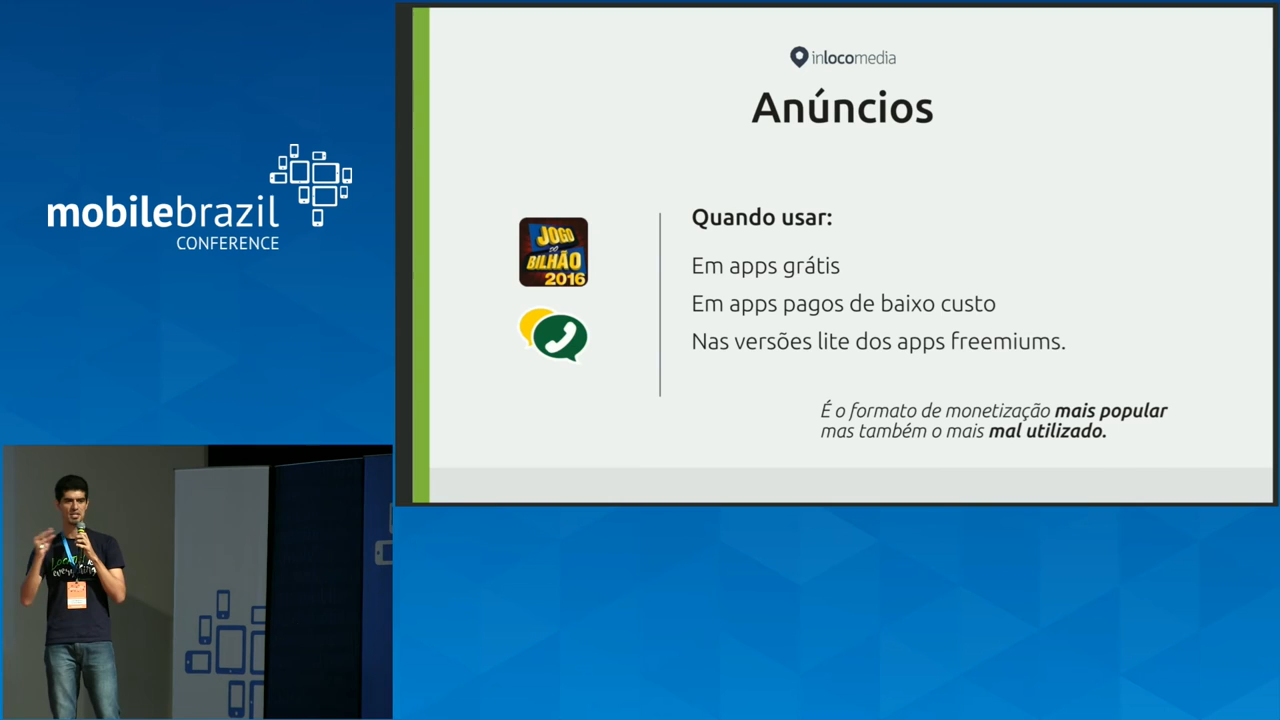 mobilebrazil
CONFERENCE
inlocomedia
Anúncios
JOGO
DO
BILHÃO
2016
Quando usar:
Em apps grátis
Em apps pagos de baixo custo
Nas versões lite dos apps freemiums.
É o formato de monetização mais popular
mas também o mais mal utilizado.
everything